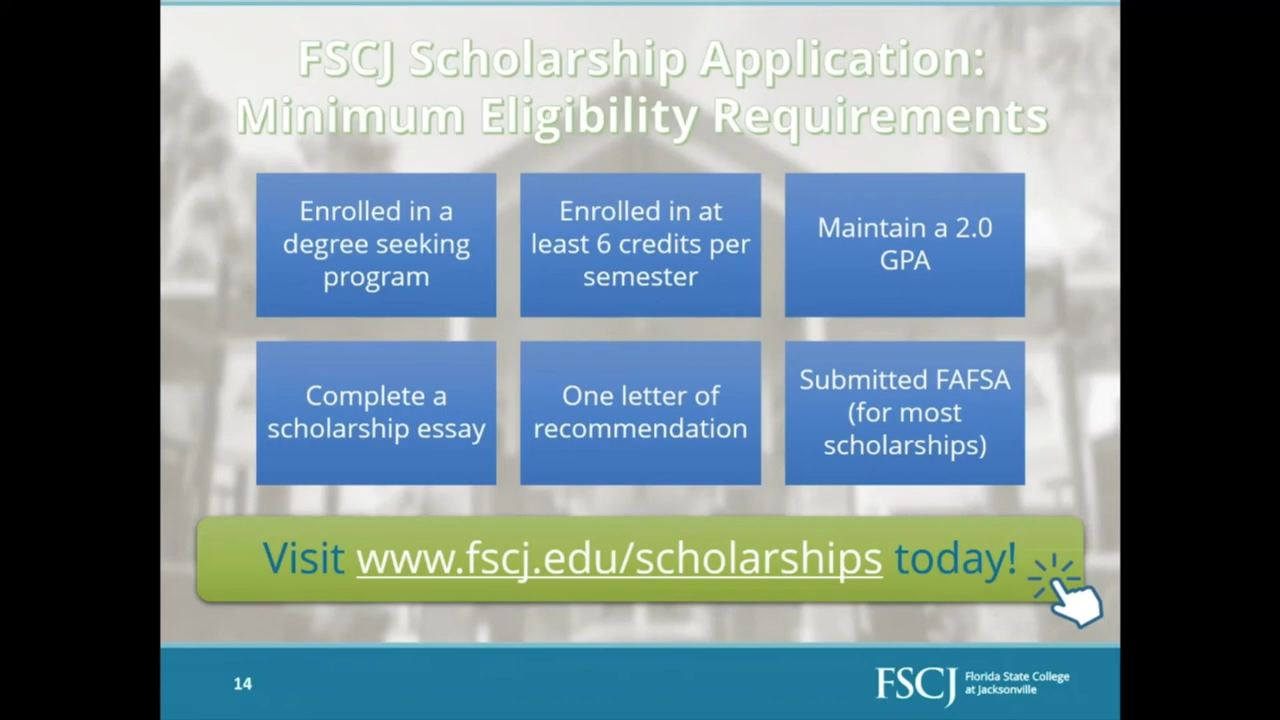 FSCJ Scholarship Application:
Minimum Eligibility Requirements
Enrolled in a
degree seeking
program
Enrolled in at
least 6 credits per
semester
Maintain a 2.0
GPA
Complete a
scholarship essay
One letter of
recommendation
Submitted FAFSA
(for most
scholarships)
Visit www.fscj.edu/scholarships today!
14
FSCJ
Florida State College
at Jacksonville